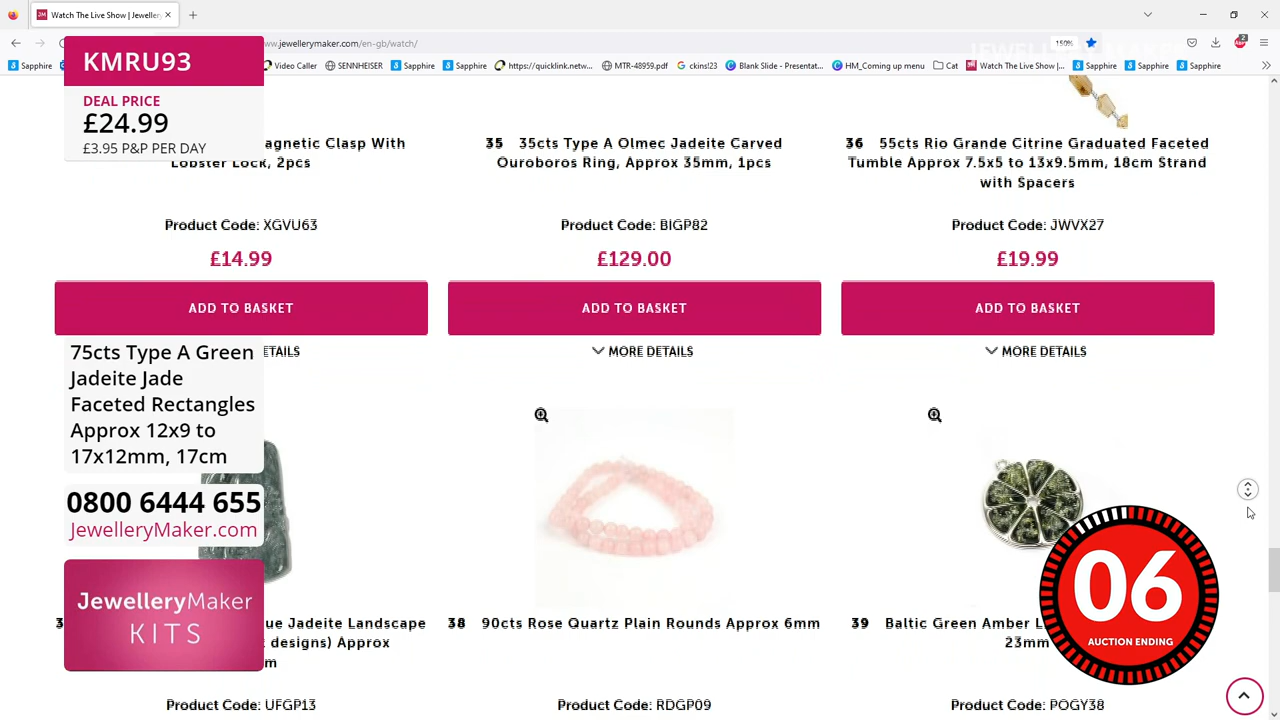 Watch The Live Show | Jeweller
KMRU93
DEAL PRICE
£24.99
£3.95 P&P PER DAY
ww.jewellerymaker.com/en-gb/watch/
150%
2
Sapphire
Video Caller
SENNHEISER
Sapphire
Sapphire
https://quicklink.netw...
MTR-48959.pdf
ckins!23
Blank Slide - Presentat...
HM_Coming up menu
Cat
Watch The Live Show |...
Sapphire
Sapphire
Sapphire
agnetic Clasp With
Lobster Lock, 2pcs
Product Code: XGVU63
£14.99
ADD TO BASKET
ETAILS
35 35cts Type A Olmec Jadeite Carved
Ouroboros Ring, Approx 35mm, 1pcs
Product Code: BIGP82
£129.00
ADD TO BASKET
MORE DETAILS
36 55cts Rio Grande Citrine Graduated Faceted
Tumble Approx 7.5x5 to 13x9.5mm, 18cm Strand
with Spacers
Product Code: JWVX27
£19.99
ADD TO BASKET
MORE DETAILS
75cts Type A Green
Jadeite Jade
Faceted Rectangles
Approx 12x9 to
17x12mm, 17cm
0800 6444 655
JewelleryMaker.com
JewelleryMaker
KITS
ue Jadeite Landscape
designs) Approx
m
Product Code: UFGP13
38 90cts Rose Quartz Plain Rounds Approx 6mm
Product Code: RDGP09
39 Baltic Green Amber
23mm
Product Code: POGY38
06
AUCTION ENDING